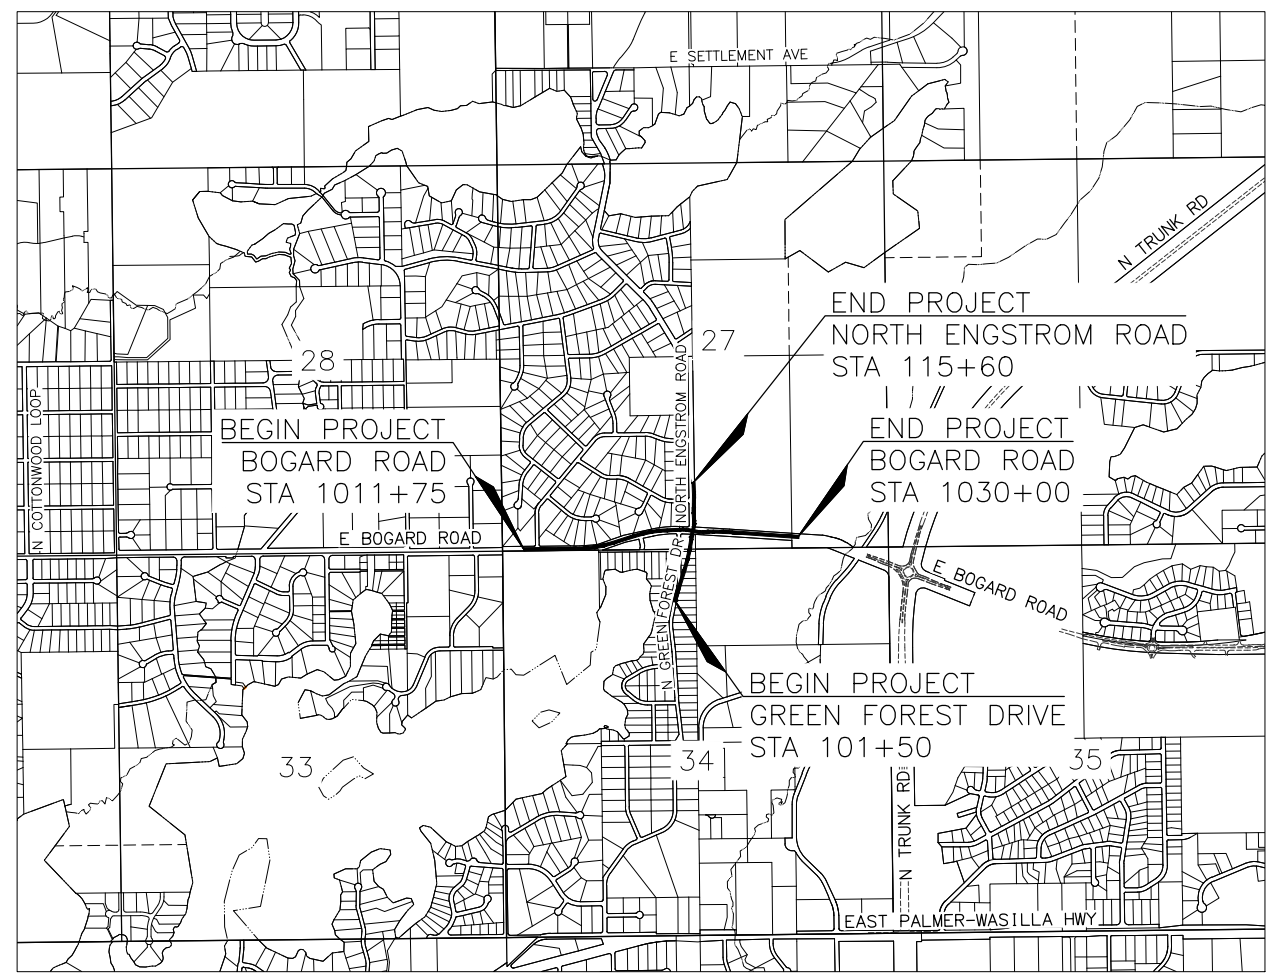 E SETTLEMENT AVE
N TRUNK RD
END PROJECT
NORTH ENGSTROM ROAD
STA 115+60
27
28
NORTH ENGSTROM ROAD
N COTTONWOOD LOOP
BEGIN PROJECT
BOGARD ROAD
STA 1011+75
END PROJECT
BOGARD ROAD
STA 1030+00
E BOGARD ROAD
E BOGARD ROAD
N GREEN FOREST DR
BEGIN PROJECT
GREEN FOREST DRIVE
STA 101+50
33
34
35
N TRUNK RD
EAST PALMER-WASILLA HWY